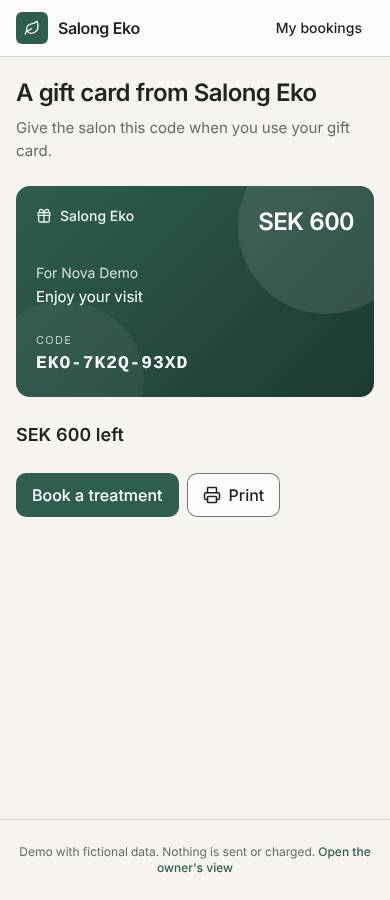 Salong Eko
My bookings
A gift card from Salong Eko
Give the salon this code when you use your gift
card.
Salong Eko
SEK 600
For Nova Demo
Enjoy your visit
CODE
EKO-7K2Q-93XD
SEK 600 left
Book a treatment
Print
Demo with fictional data. Nothing is sent or charged. Open the
owner's view